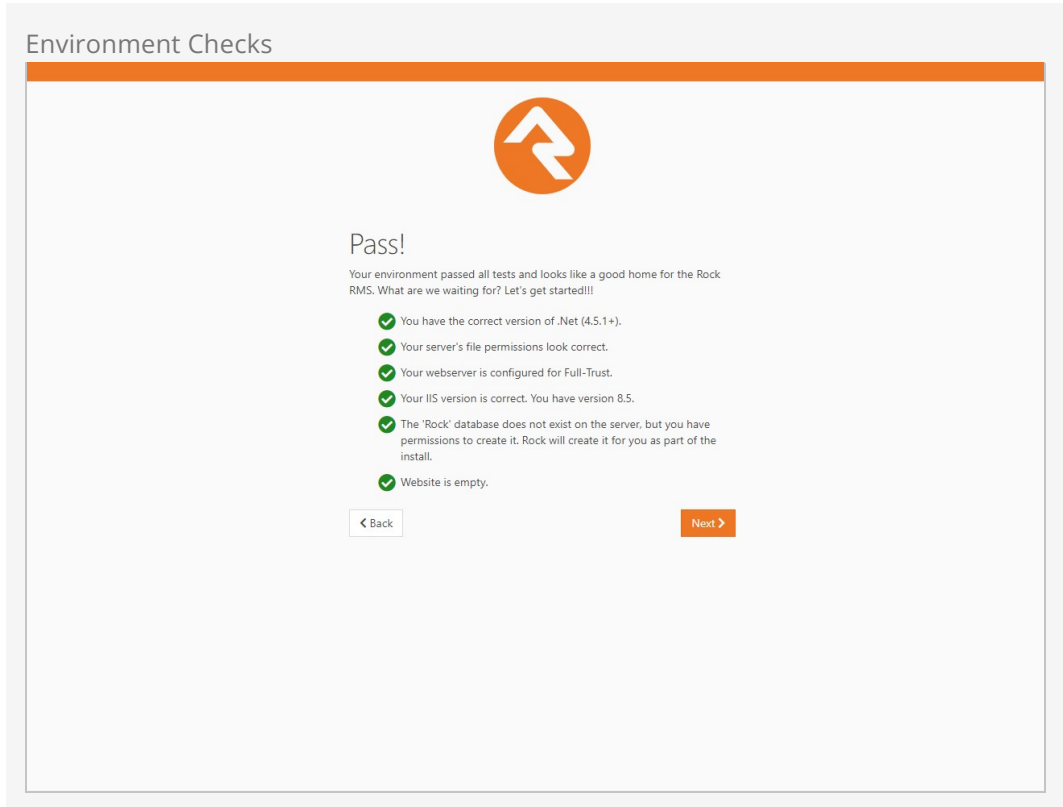 Environment Checks
Pass!
Your environment passed all tests and looks like a good home for the Rock
RMS. What are we waiting for? Let's get started!!!
You have the correct version of .Net (4.5.1+).
Your server's file permissions look correct.
Your webserver is configured for Full-Trust.
Your IIS version is correct. You have version 8.5.
The 'Rock' database does not exist on the server, but you have
permissions to create it. Rock will create it for you as part of the
install.
Website is empty.
Back
Next